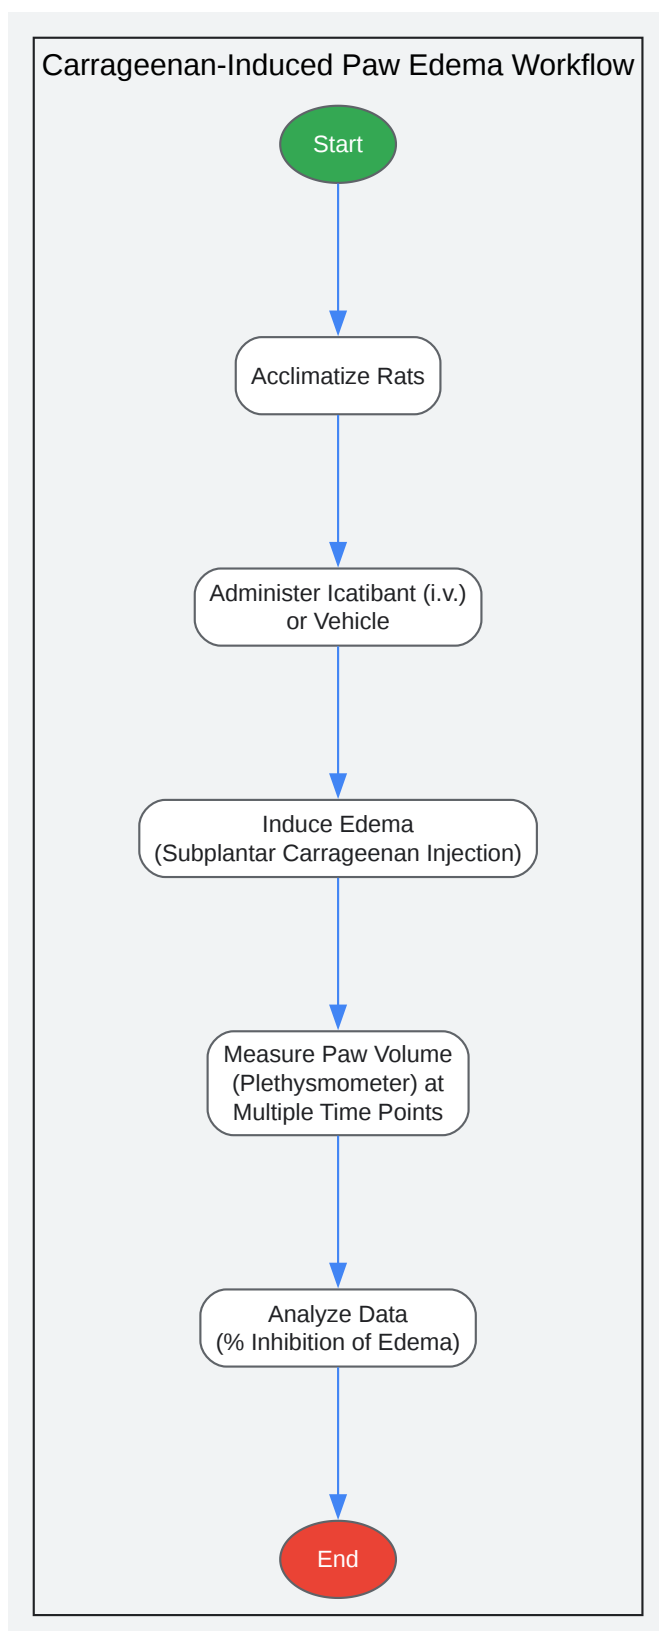 Carrageenan-Induced Paw Edema Workflow
Start
Acclimatize Rats
Administer Icatibant (i.v.)
or Vehicle
Induce Edema
(Subplantar Carrageenan Injection)
Measure Paw Volume
(Plethysmometer) at
Multiple Time Points
Analyze Data
(% Inhibition of Edema)
End